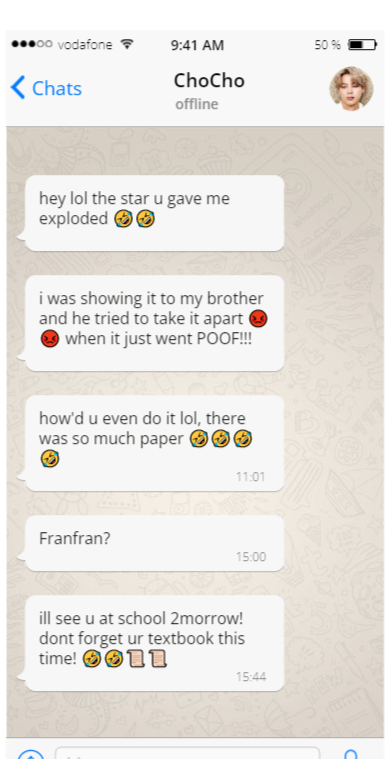 vodafone 9:41 AM 50 %
Chats
ChoCho
offline
hey lol the star u gave me
exploded 🤣🤣
i was showing it to my brother
and he tried to take it apart 😡
😡 when it just went POOF!!!
how'd u even do it lol, there
was so much paper 🤣🤣🤣
🤣
11:01
Franfran?
15:00
ill see u at school 2morrow!
dont forget ur textbook this
time! 🤣🤣📜📜
15:44